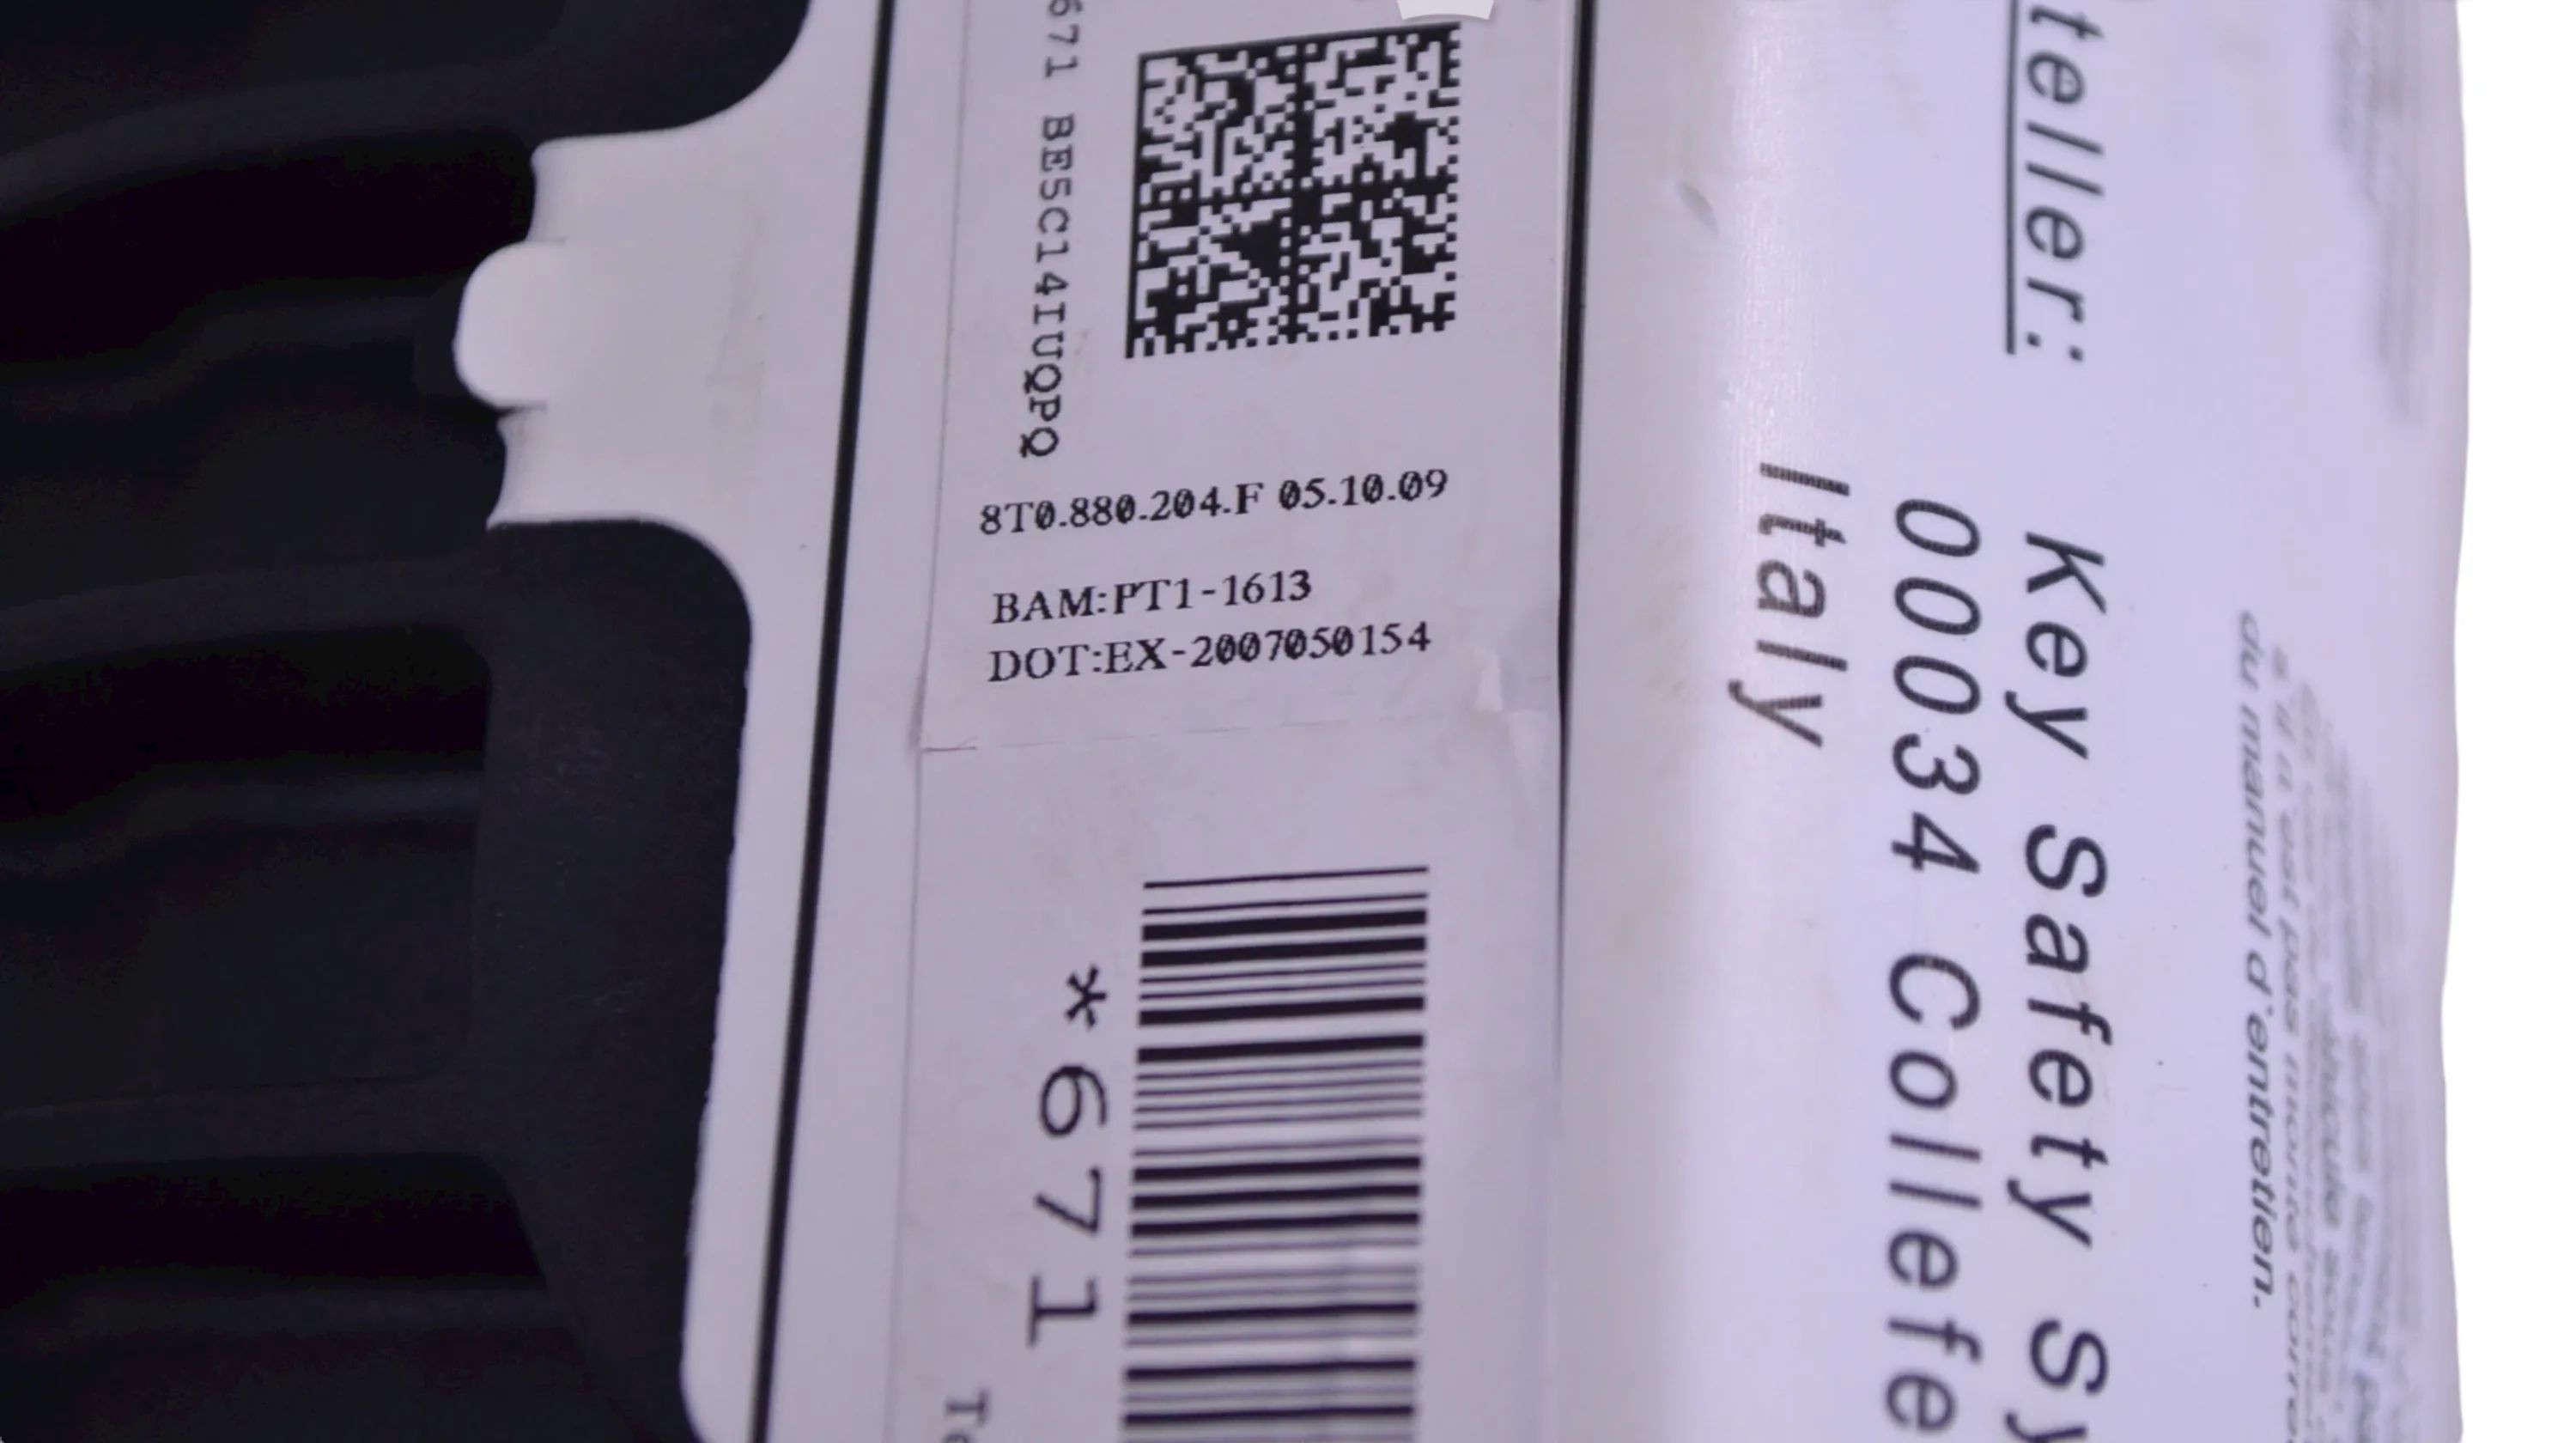 671 BE5C14IUQPQ
8T0.880.204.F 05.10.09
BAM:PT1-1613
DOT:EX-2007050154
*671
teller:
Key Safety Sy
00034 Collefe
Italy
du manuel d'entretien.